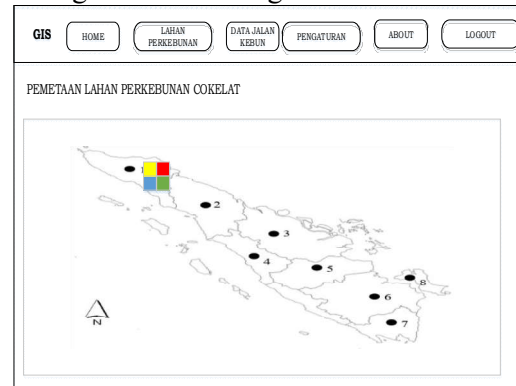 GIS
HOME
LAHAN
PERKEBUNAN
DATA JALAN
KEBUN
PENGATURAN
ABOUT
LOGOUT
PEMETAAN LAHAN PERKEBUNAN COKELAT
2
3
4
5
8
6
7
N